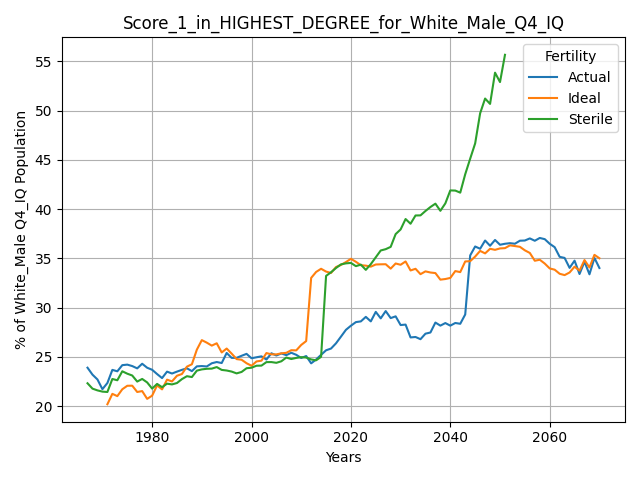 Score_1_in_HIGHEST_DEGREE_for_White_Male_Q4_IQ
% of White_Male Q4_IQ Population
55
50
45
40
35
30
25
20
Fertility
Actual
Ideal
Sterile
1980 2000 2020 2040 2060
Years